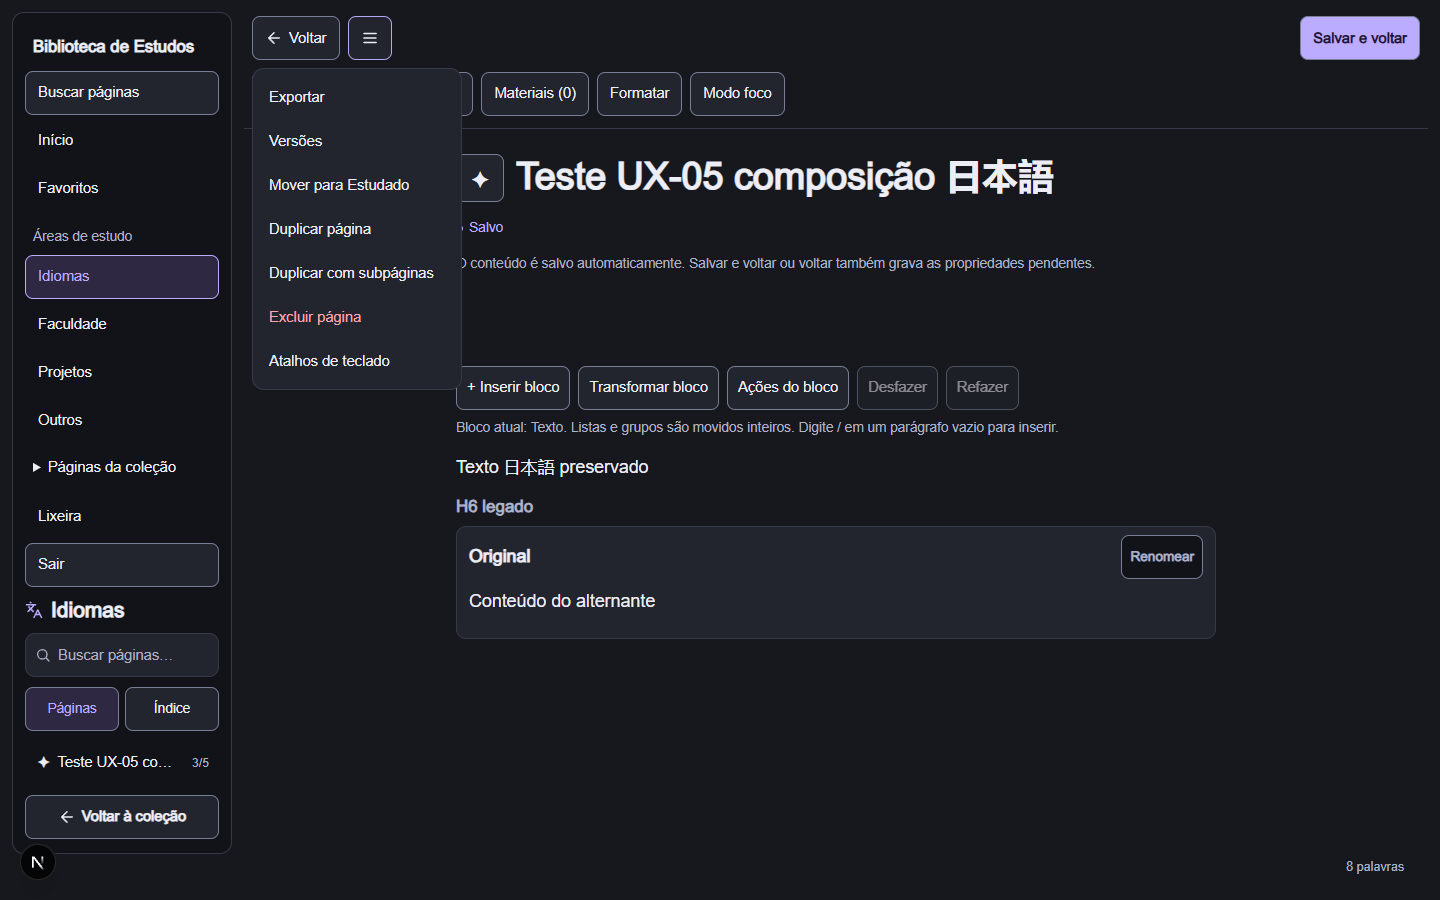 Biblioteca de Estudos
Buscar páginas
Início
Favoritos
Áreas de estudo
Idiomas
Faculdade
Projetos
Outros
Páginas da coleção
Lixeira
Sair
Idiomas
Buscar páginas...
Páginas
Índice
Teste UX-05 co... 3/5
← Voltar à coleção
N
← Voltar
Salvar e voltar
Exportar
Versões
Mover para Estudado
Duplicar página
Duplicar com subpáginas
Excluir página
Atalhos de teclado
Materiais (0)
Formatar
Modo foco
Teste UX-05 composição 日本語
Salvo
O conteúdo é salvo automaticamente. Salvar e voltar ou voltar também grava as propriedades pendentes.
+ Inserir bloco
Transformar bloco
Ações do bloco
Desfazer
Refazer
Bloco atual: Texto. Listas e grupos são movidos inteiros. Digite / em um parágrafo vazio para inserir.
Texto 日本語 preservado
H6 legado
Original
Renomear
Conteúdo do alternante
8 palavras